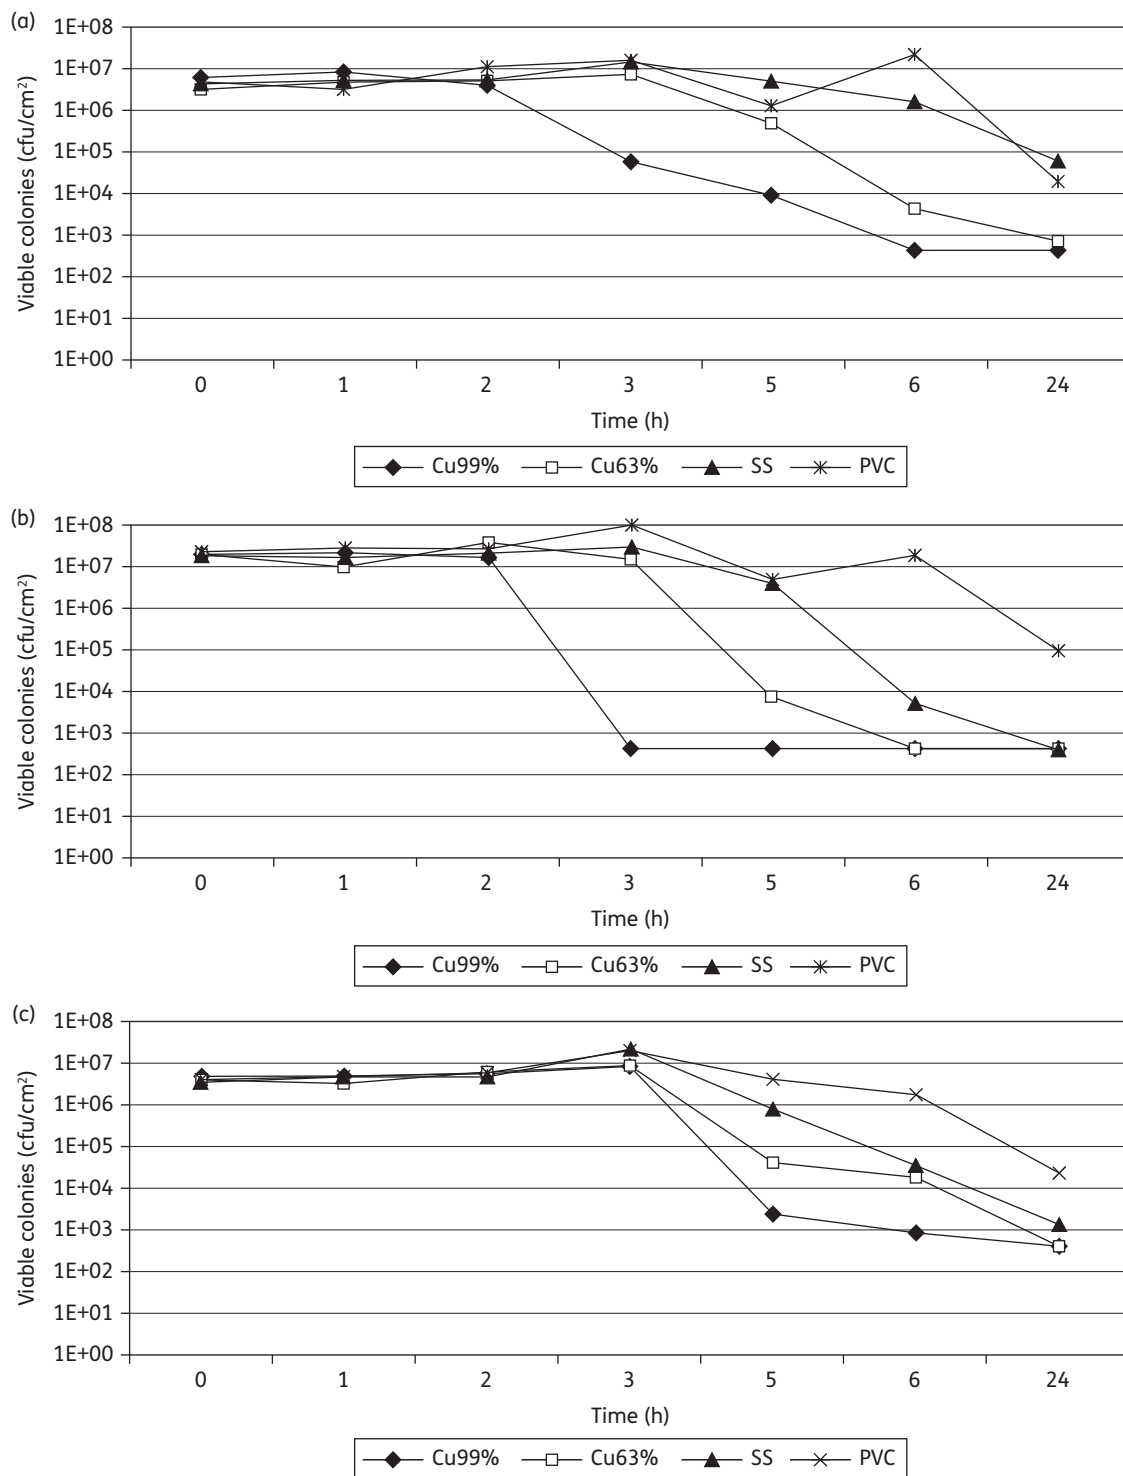 (a)
1E+08
1E+07
1E+06
1E+05
1E+04
1E+03
1E+02
1E+01
1E+00
Viable colonies (cfu/cm²)
0 1 2 3 5 6 24
Time (h)
Cu99% Cu63% SS PVC
(b)
1E+08
1E+07
1E+06
1E+05
1E+04
1E+03
1E+02
1E+01
1E+00
Viable colonies (cfu/cm²)
0 1 2 3 5 6 24
Time (h)
Cu99% Cu63% SS PVC
(c)
1E+08
1E+07
1E+06
1E+05
1E+04
1E+03
1E+02
1E+01
1E+00
Viable colonies (cfu/cm²)
0 1 2 3 5 6 24
Time (h)
Cu99% Cu63% SS PVC